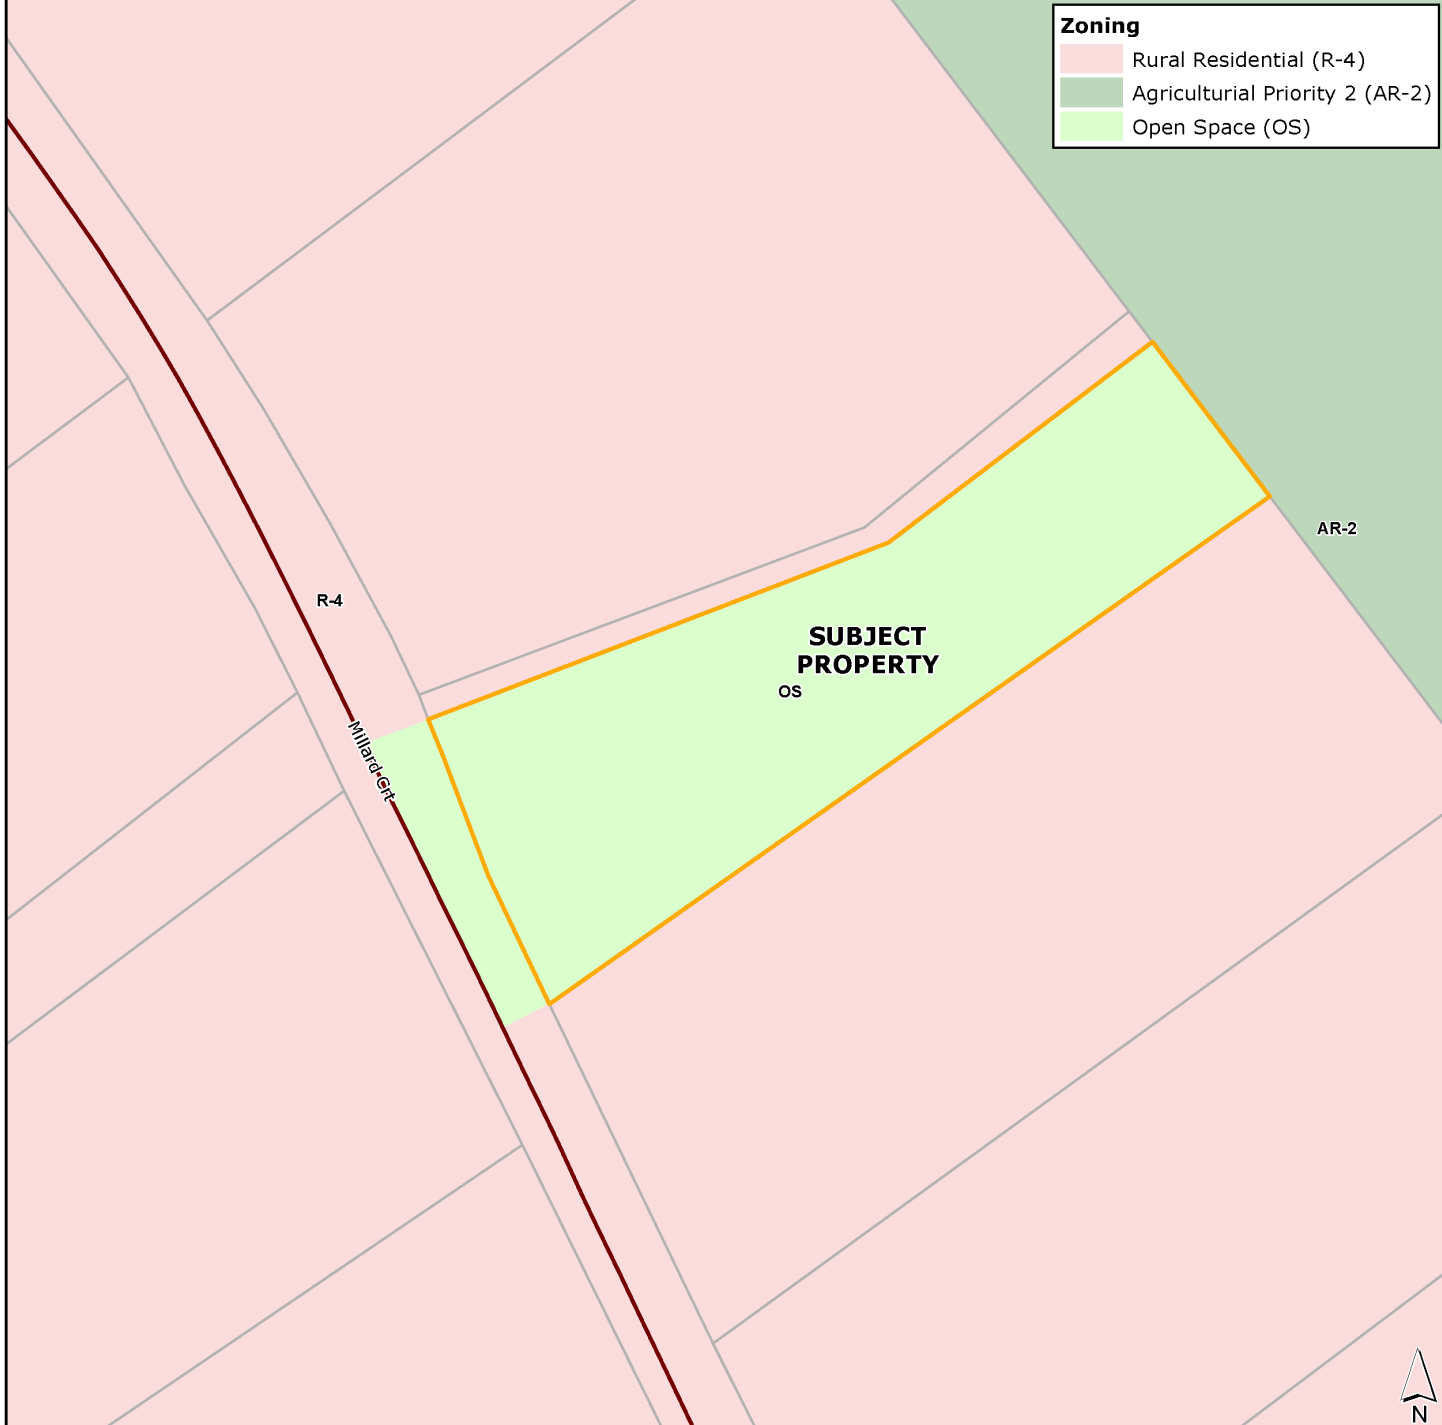 Zoning
Rural Residential (R-4)
Agriculturial Priority 2 (AR-2)
Open Space (OS)
AR-2
R-4
SUBJECT
PROPERTY
OS
Millard Crt
N